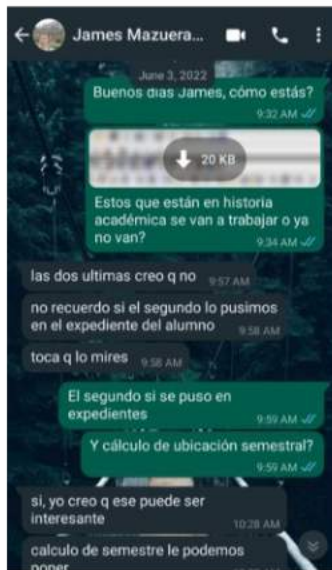 James Mazuera...
June 3, 2022
Buenos dias James, cómo estás?
9:32 AM
20 KB
Estos que están en historia
académica se van a trabajar o ya
no van?
9:34 AM
las dos ultimas creo q no
9:57 AM
no recuerdo si el segundo lo pusimos
en el expediente del alumno
9:58 AM
toca q lo mires
9:58 AM
El segundo si se puso en
expedientes
9:59 AM
Y cálculo de ubicación semestral?
9:59 AM
si, yo creo q ese puede ser
interesante
10:28 AM
calculo de semestre le podemos
poner